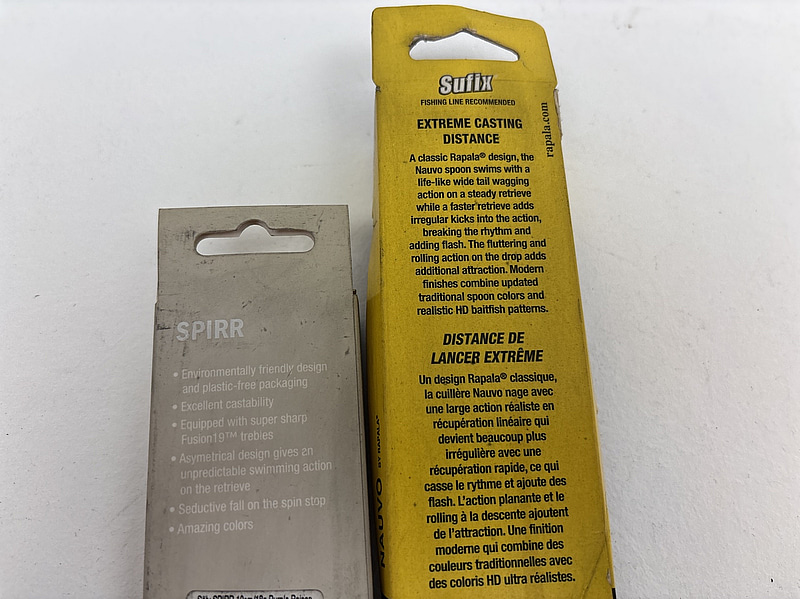 SPIRR
• Environmentally friendly design
and plastic-free packaging
• Excellent castability
• Equipped with super sharp
Fusion19™ trebles
• Asymetrical design gives an
unpredictable swimming action
on the retrieve
• Seductive fall on the spin stop
• Amazing colors
SPIRR 10cm/18g Purple Poison
Sufix
FISHING LINE RECOMMENDED
rapala.com
EXTREME CASTING
DISTANCE
A classic Rapala® design, the
Nauvo spoon swims with a
life-like wide tail wagging
action on a steady retrieve
while a faster retrieve adds
irregular kicks into the action,
breaking the rhythm and
adding flash. The fluttering and
rolling action on the drop adds
additional attraction. Modern
finishes combine updated
traditional spoon colors and
realistic HD baitfish patterns.
DISTANCE DE
LANCER EXTRÊME
Un design Rapala® classique,
la cuillère Nauvo nage avec
une large action réaliste en
récupération linéaire qui
devient beaucoup plus
irrégulière avec une
récupération rapide, ce qui
casse le rythme et ajoute des
flash. L'action planante et le
rolling à la descente ajoutent
de l'attraction. Une finition
moderne qui combine des
couleurs traditionnelles avec
des coloris HD ultra réalistes.
NAUVO BY RAPALA®